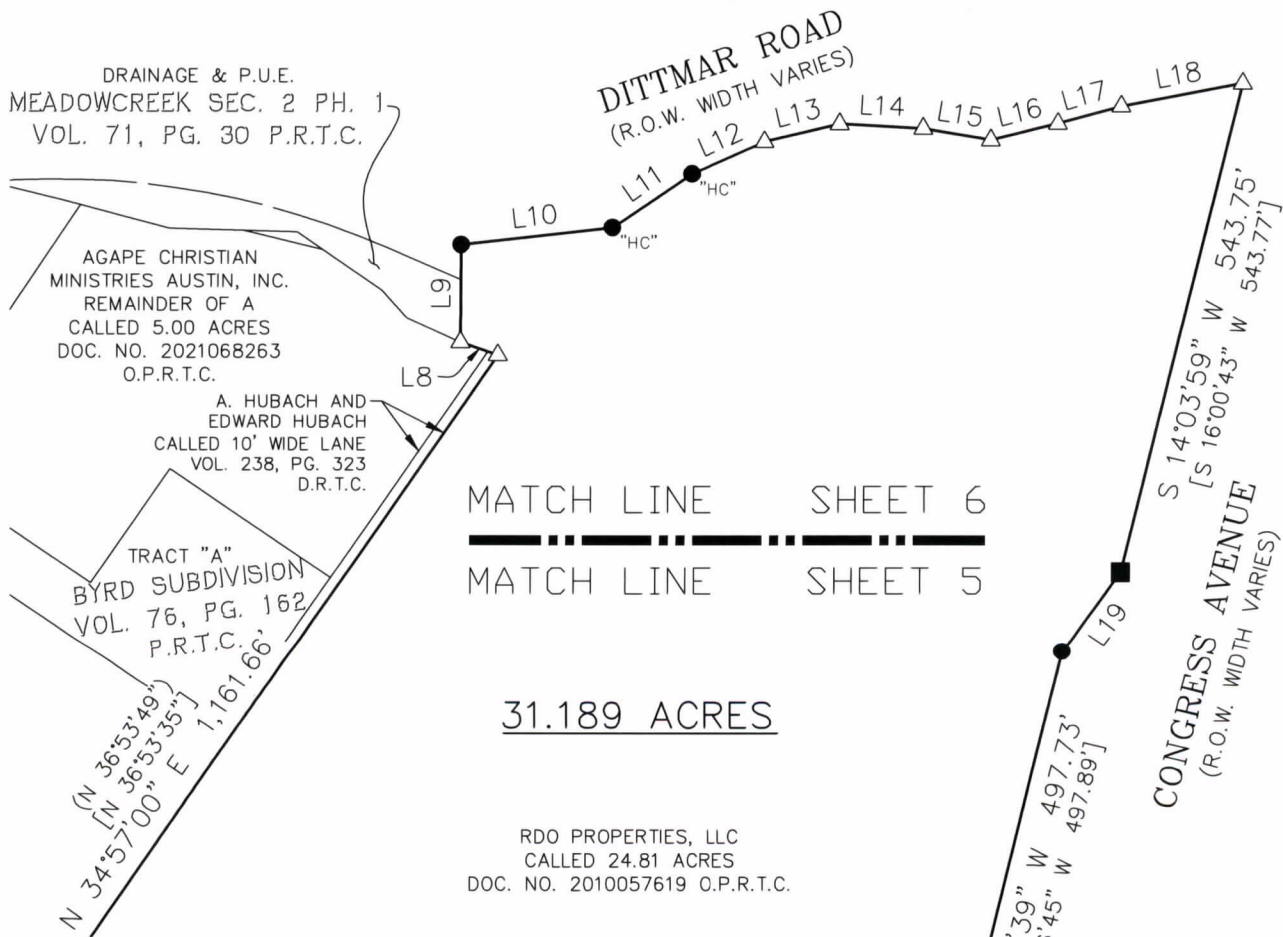 DITTMAR ROAD
(R.O.W. WIDTH VARIES)
DRAINAGE & P.U.E.
MEADOWCREEK SEC. 2 PH. 1
VOL. 71, PG. 30 P.R.T.C.
L18
L17
L16
L15
L14
L13
L12
"HC"
L11
"HC"
L10
L9
L8
AGAPE CHRISTIAN
MINISTRIES AUSTIN, INC.
REMAINDER OF A
CALLED 5.00 ACRES
DOC. NO. 2021068263
O.P.R.T.C.
A. HUBACH AND
EDWARD HUBACH
CALLED 10' WIDE LANE
VOL. 238, PG. 323
D.R.T.C.
S 14°03'59" W 543.75'
[S 16°00'43" W 543.77']
MATCH LINE SHEET 6
MATCH LINE SHEET 5
TRACT "A"
BYRD SUBDIVISION
VOL. 76, PG. 162
P.R.T.C.
L19
CONGRESS AVENUE
(R.O.W. WIDTH VARIES)
(N 36°53'49")
[N 36°53'35"]
N 34°57'00" E 1,161.66'
31.189 ACRES
RDO PROPERTIES, LLC
CALLED 24.81 ACRES
DOC. NO. 2010057619 O.P.R.T.C.
'39" W 497.73'
'45" W 497.89']